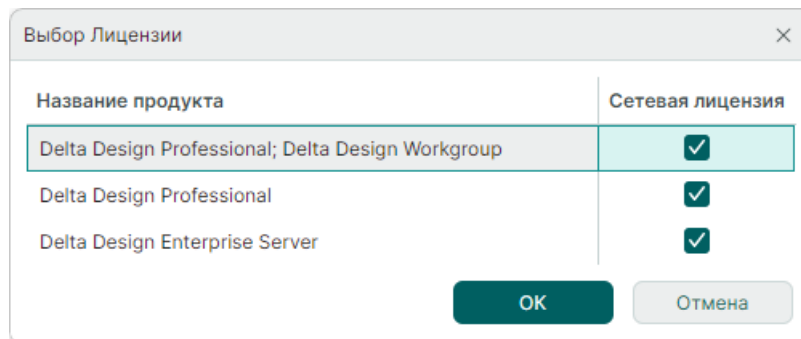 Выбор Лицензии
Название продукта Сетевая лицензия
Delta Design Professional; Delta Design Workgroup
Delta Design Professional
Delta Design Enterprise Server
ОК Отмена